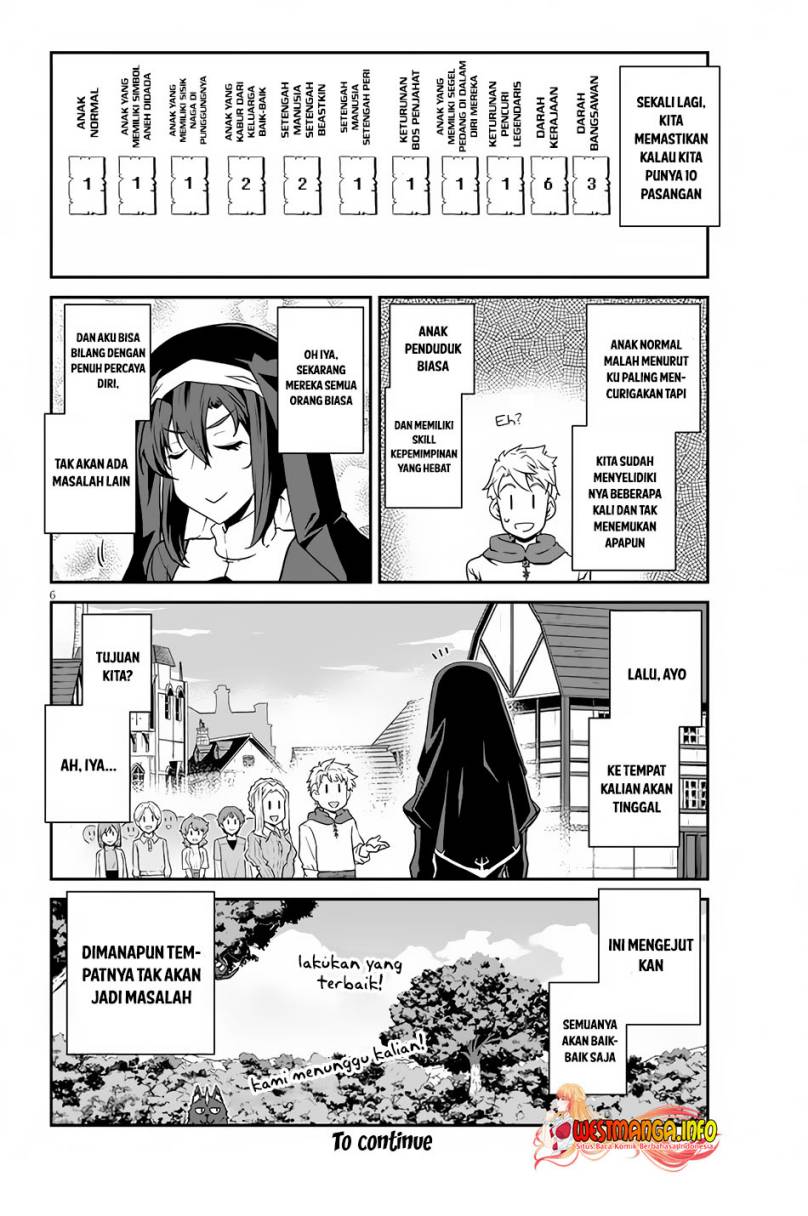 SEKALI LAGI,
KITA
MEMASTIKAN
KALAU KITA
PUNYA 10
PASANGAN
DARAH
BANGSAWAN
3
DARAH
KERAJAAN
6
KETURUNAN
PENCURI
LEGENDARIS
1
ANAK YANG
MEMILIKI SEGEL
PEDANG DI DALAM
DIRI MEREKA
1
KETURUNAN
BOS PENJAHAT
1
SETENGAH
MANUSIA
SETENGAH PERI
1
SETENGAH
MANUSIA
SETENGAH
BEASTKIN
2
ANAK YANG
KABUR DARI
KELUARGA
BAIK-BAIK
2
ANAK YANG
MEMILIKI SISIK
NAGA DI
PUNGGUNGNYA
1
ANAK YANG
MEMILIKI SIMBOL
ANEH DIDADA
1
ANAK
NORMAL
1
ANAK NORMAL
MALAH MENURUT
KU PALING MEN-
CURIGAKAN TAPI
KITA SUDAH
MENYELIDIKI
NYA BEBERAPA
KALI DAN TAK
MENEMUKAN
APAPUN
ANAK
PENDUDUK
BIASA
DAN MEMILIKI
SKILL
KEPEMIMPINAN
YANG HEBAT
Eh?
OH IYA,
SEKARANG
MEREKA SEMUA
ORANG BIASA
DAN AKU BISA
BILANG DENGAN
PENUH PERCAYA
DIRI,
TAK AKAN ADA
MASALAH LAIN
6
LALU, AYO
KE TEMPAT
KALIAN AKAN
TINGGAL
TUJUAN
KITA?
AH, IYA...
INI MENGEJUT
KAN
SEMUANYA
AKAN BAIK-
BAIK SAJA
lakukan yang
terbaik!
kami menunggu kalian!
DIMANAPUN TEM-
PATNYA TAK AKAN
JADI MASALAH
To continue
WESTMANGA.INFO
Situs Baca Komik Berbahasa Indonesia